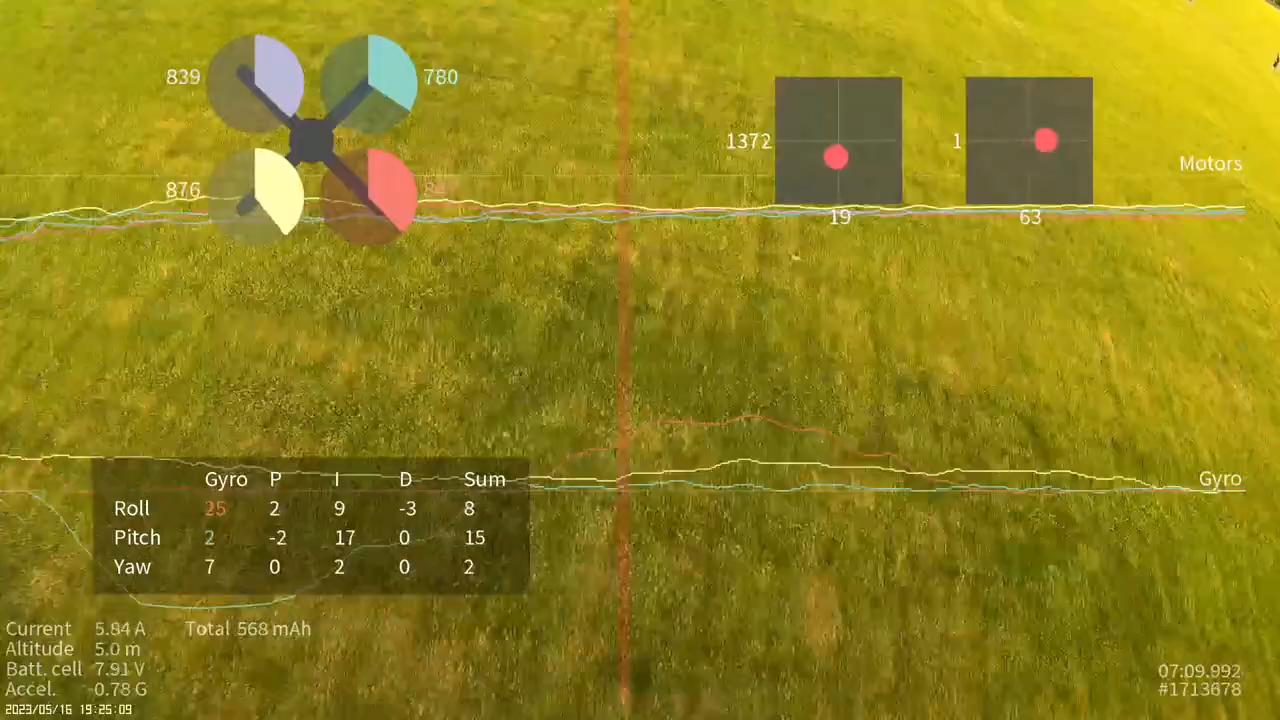 839
780
876
1372
19
1
63
Motors
Gyro
Gyro P I D Sum
Roll 25 2 9 -3 8
Pitch 2 -2 17 0 15
Yaw 7 0 2 0 2
Current 5.84 A Total 568 mAh
Altitude 5.0 m
Batt. cell 7.91 V
Accel. 0.78 G
2023/05/16 19:25:09
07:09.992
#1713678